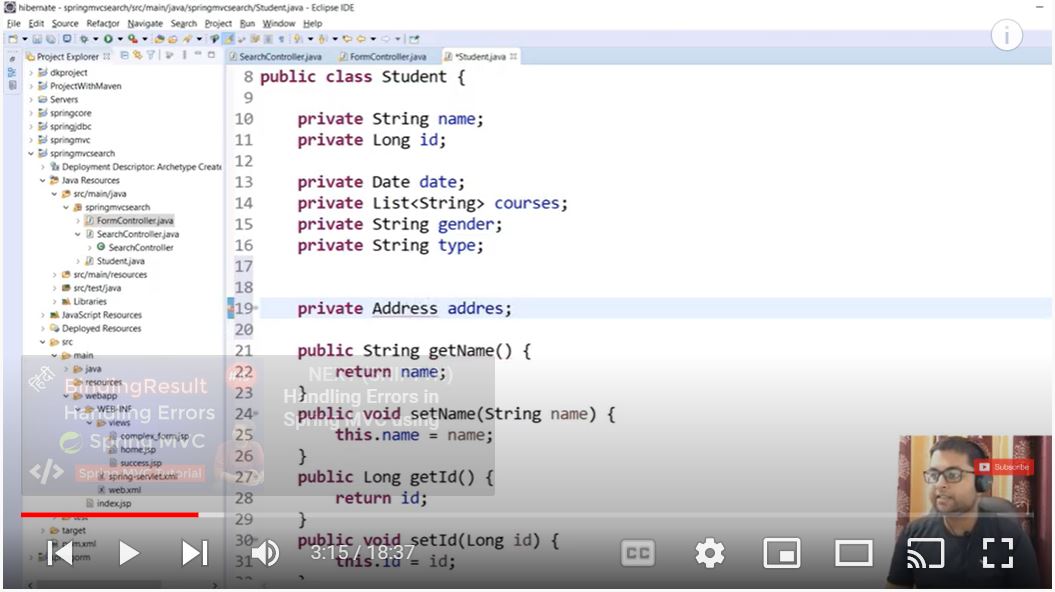 hibernate - springmvcsearch/src/main/java/springmvcsearch/Student.java - Eclipse IDE
File Edit Source Refactor Navigate Search Project Run Window Help
Project Explorer
SearchController.java
FormController.java
*Student.java
dkproject
ProjectWithMaven
Servers
springcore
springjdbc
springmvc
springmvcsearch
Deployment Descriptor: Archetype Create
Java Resources
src/main/java
springmvcsearch
FormController.java
SearchController.java
SearchController
Student.java
src/main/resources
src/test/java
Libraries
JavaScript Resources
Deployed Resources
src
main
java
resources
webapp
WEB-INF
views
complex_form.jsp
home.jsp
success.jsp
spring-servlet.xml
web.xml
index.jsp
test
target
8 public class Student {
9
10 private String name;
11 private Long id;
12
13 private Date date;
14 private List<String> courses;
15 private String gender;
16 private String type;
17
18
19 private Address addres;
20
21 public String getName() {
22 return name;
23 }
24 public void setName(String name) {
25 this.name = name;
26 }
27 public Long getId() {
28 return id;
29 }
30 public void setId(Long id) {
31 this.id = id;
हिंदी
BindingResult
Handling Errors
Spring MVC
</>
Spring MVC Tutorial
Handling Errors in
Spring MVC using
Subscribe
3:15 / 18:37
CC